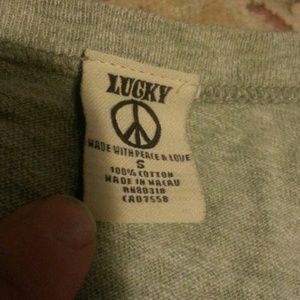 LUCKY
MADE WITH PEACE & LOVE
S
100% COTTON
MADE IN MACAU
RN80318
CA07558